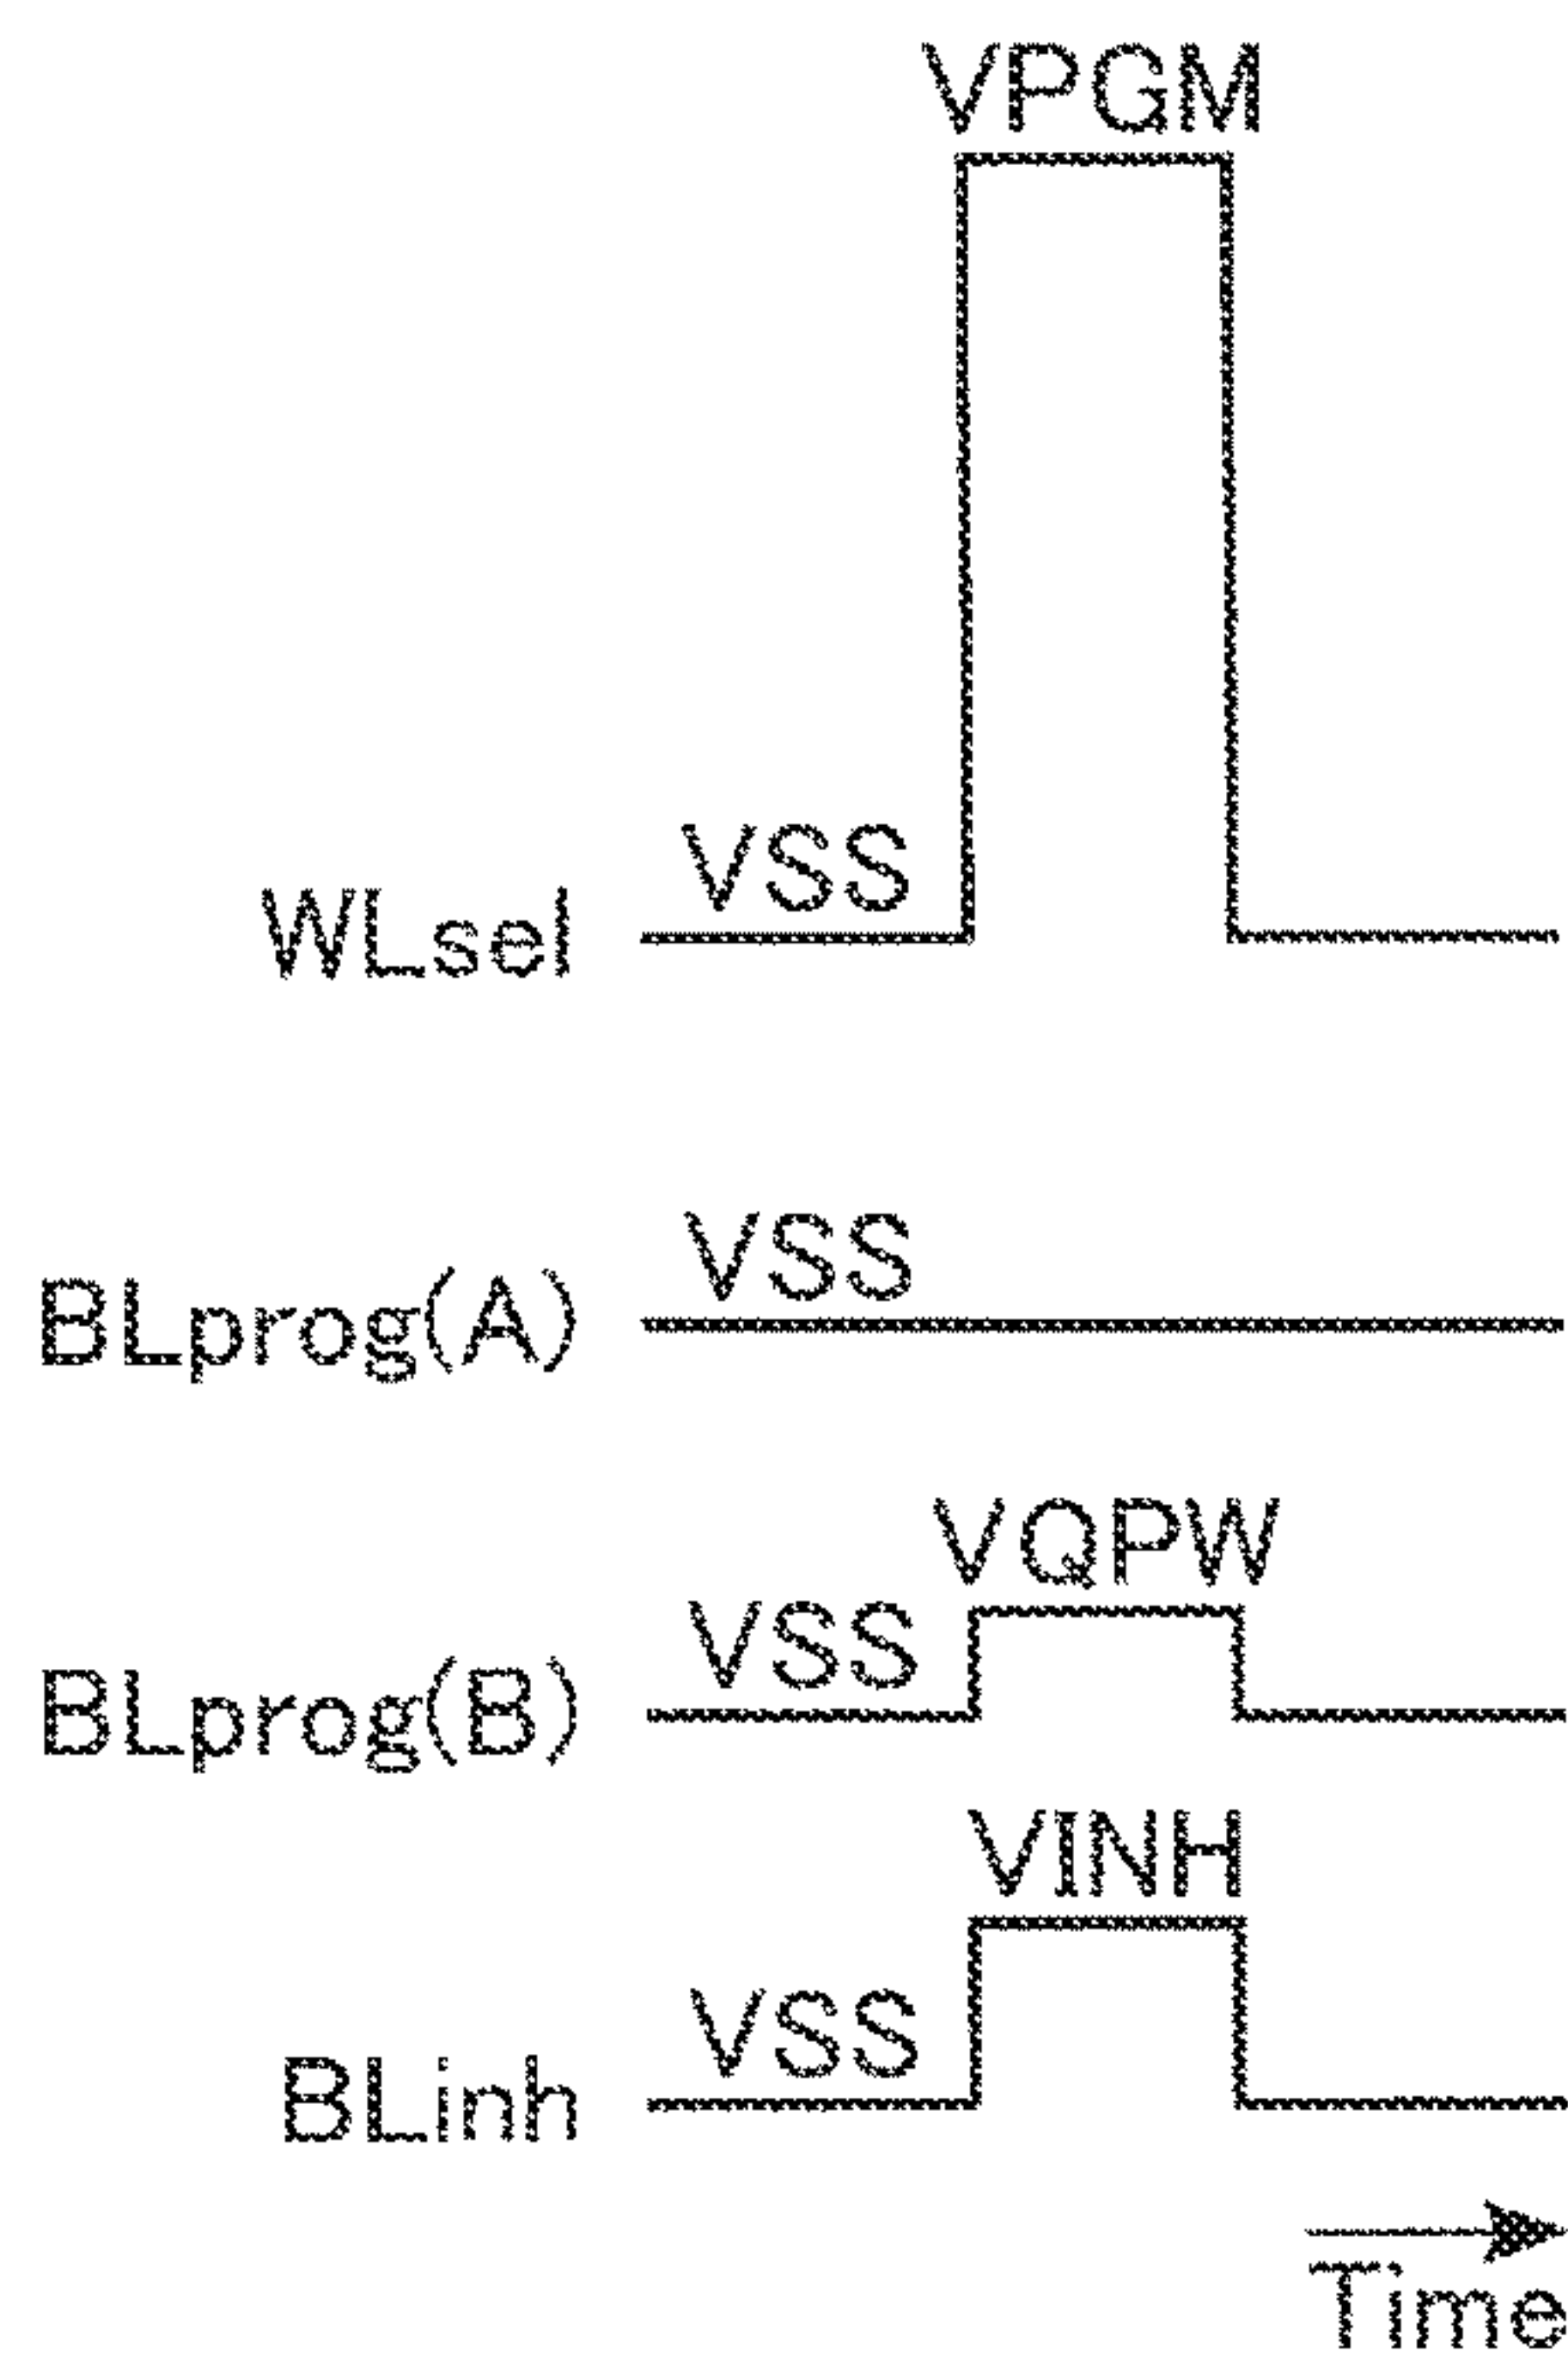 VPGM
VSS
WLsel
VSS
BLprog(A)
VQPW
VSS
BLprog(B)
VINH
VSS
BLinh
Time